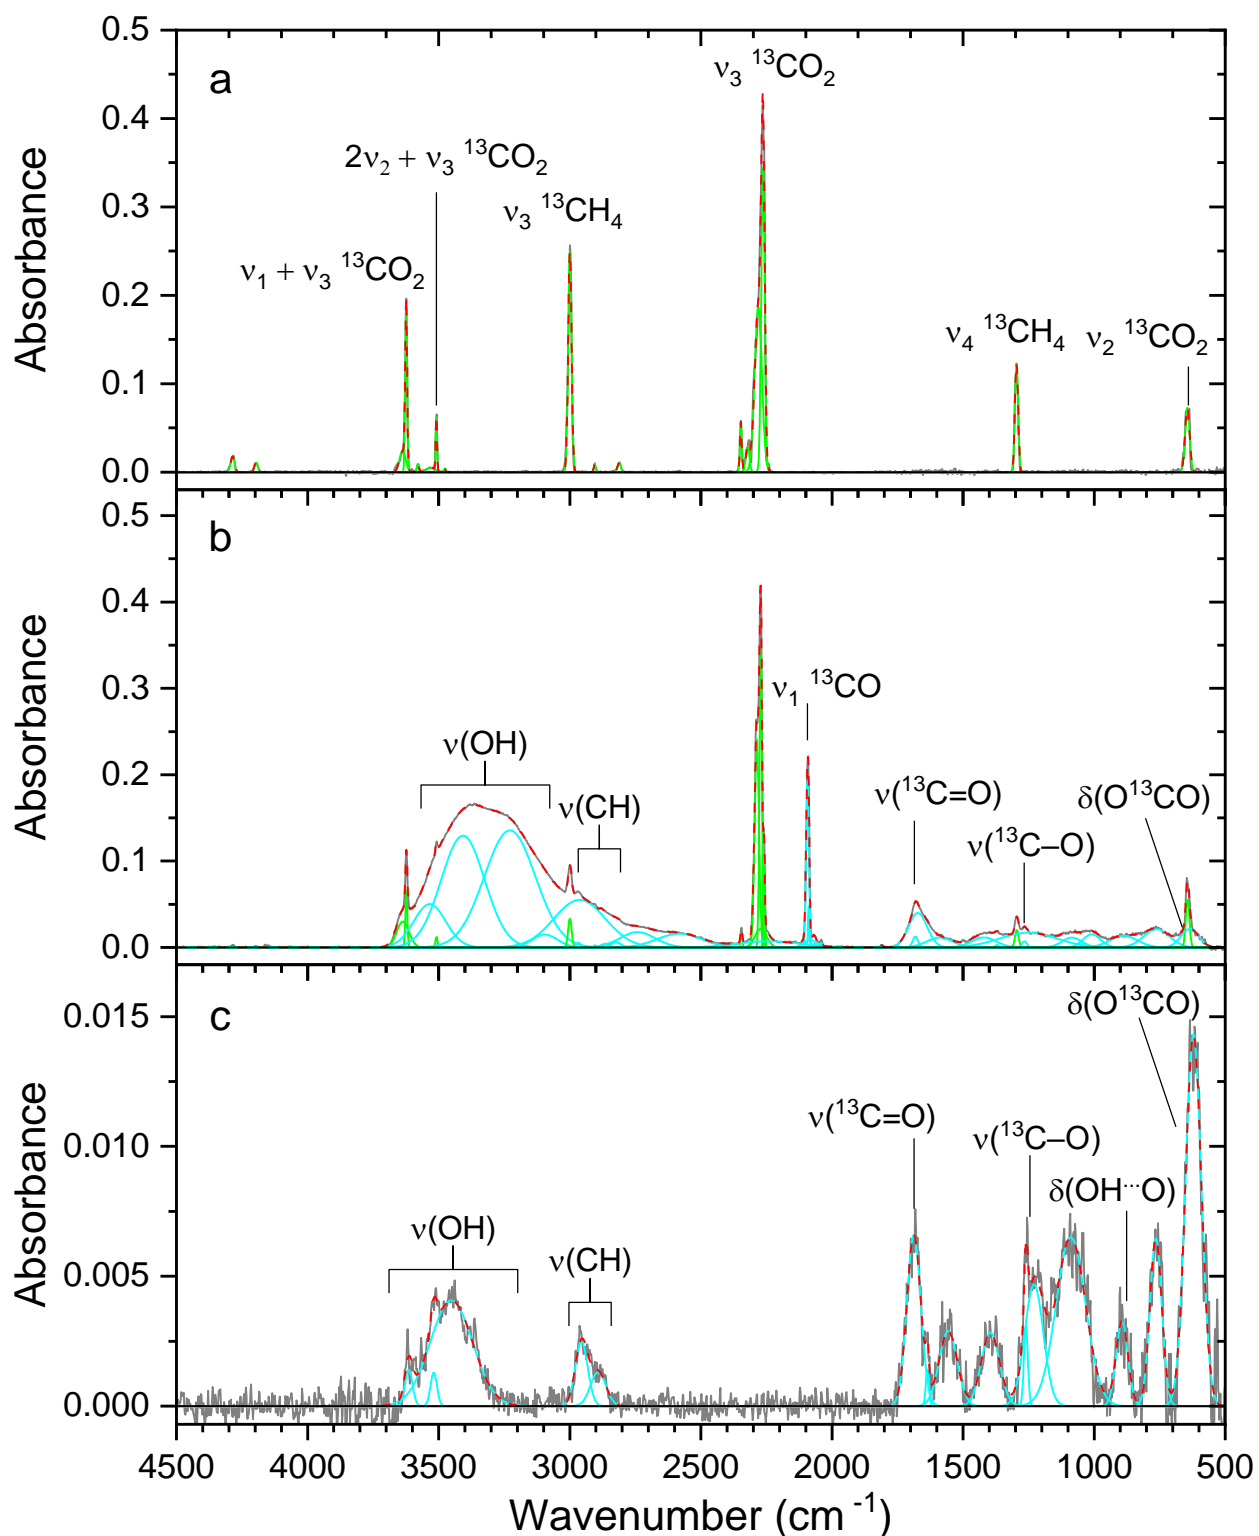 0.5
a
ν3 13CO2
0.4
2ν2 + ν3 13CO2
0.3
ν3 13CH4
ν1 + ν3 13CO2
0.2
ν4 13CH4
ν2 13CO2
0.1
0.0
Absorbance
0.5
b
0.4
ν1 13CO
0.3
ν(OH)
0.2
ν(13C=O)
δ(O13CO)
ν(CH)
ν(13C–O)
0.1
0.0
Absorbance
c
δ(O13CO)
0.015
ν(13C=O)
ν(13C–O)
0.010
δ(OH···O)
ν(OH)
ν(CH)
0.005
0.000
Absorbance
4500 4000 3500 3000 2500 2000 1500 1000 500
Wavenumber (cm-1)